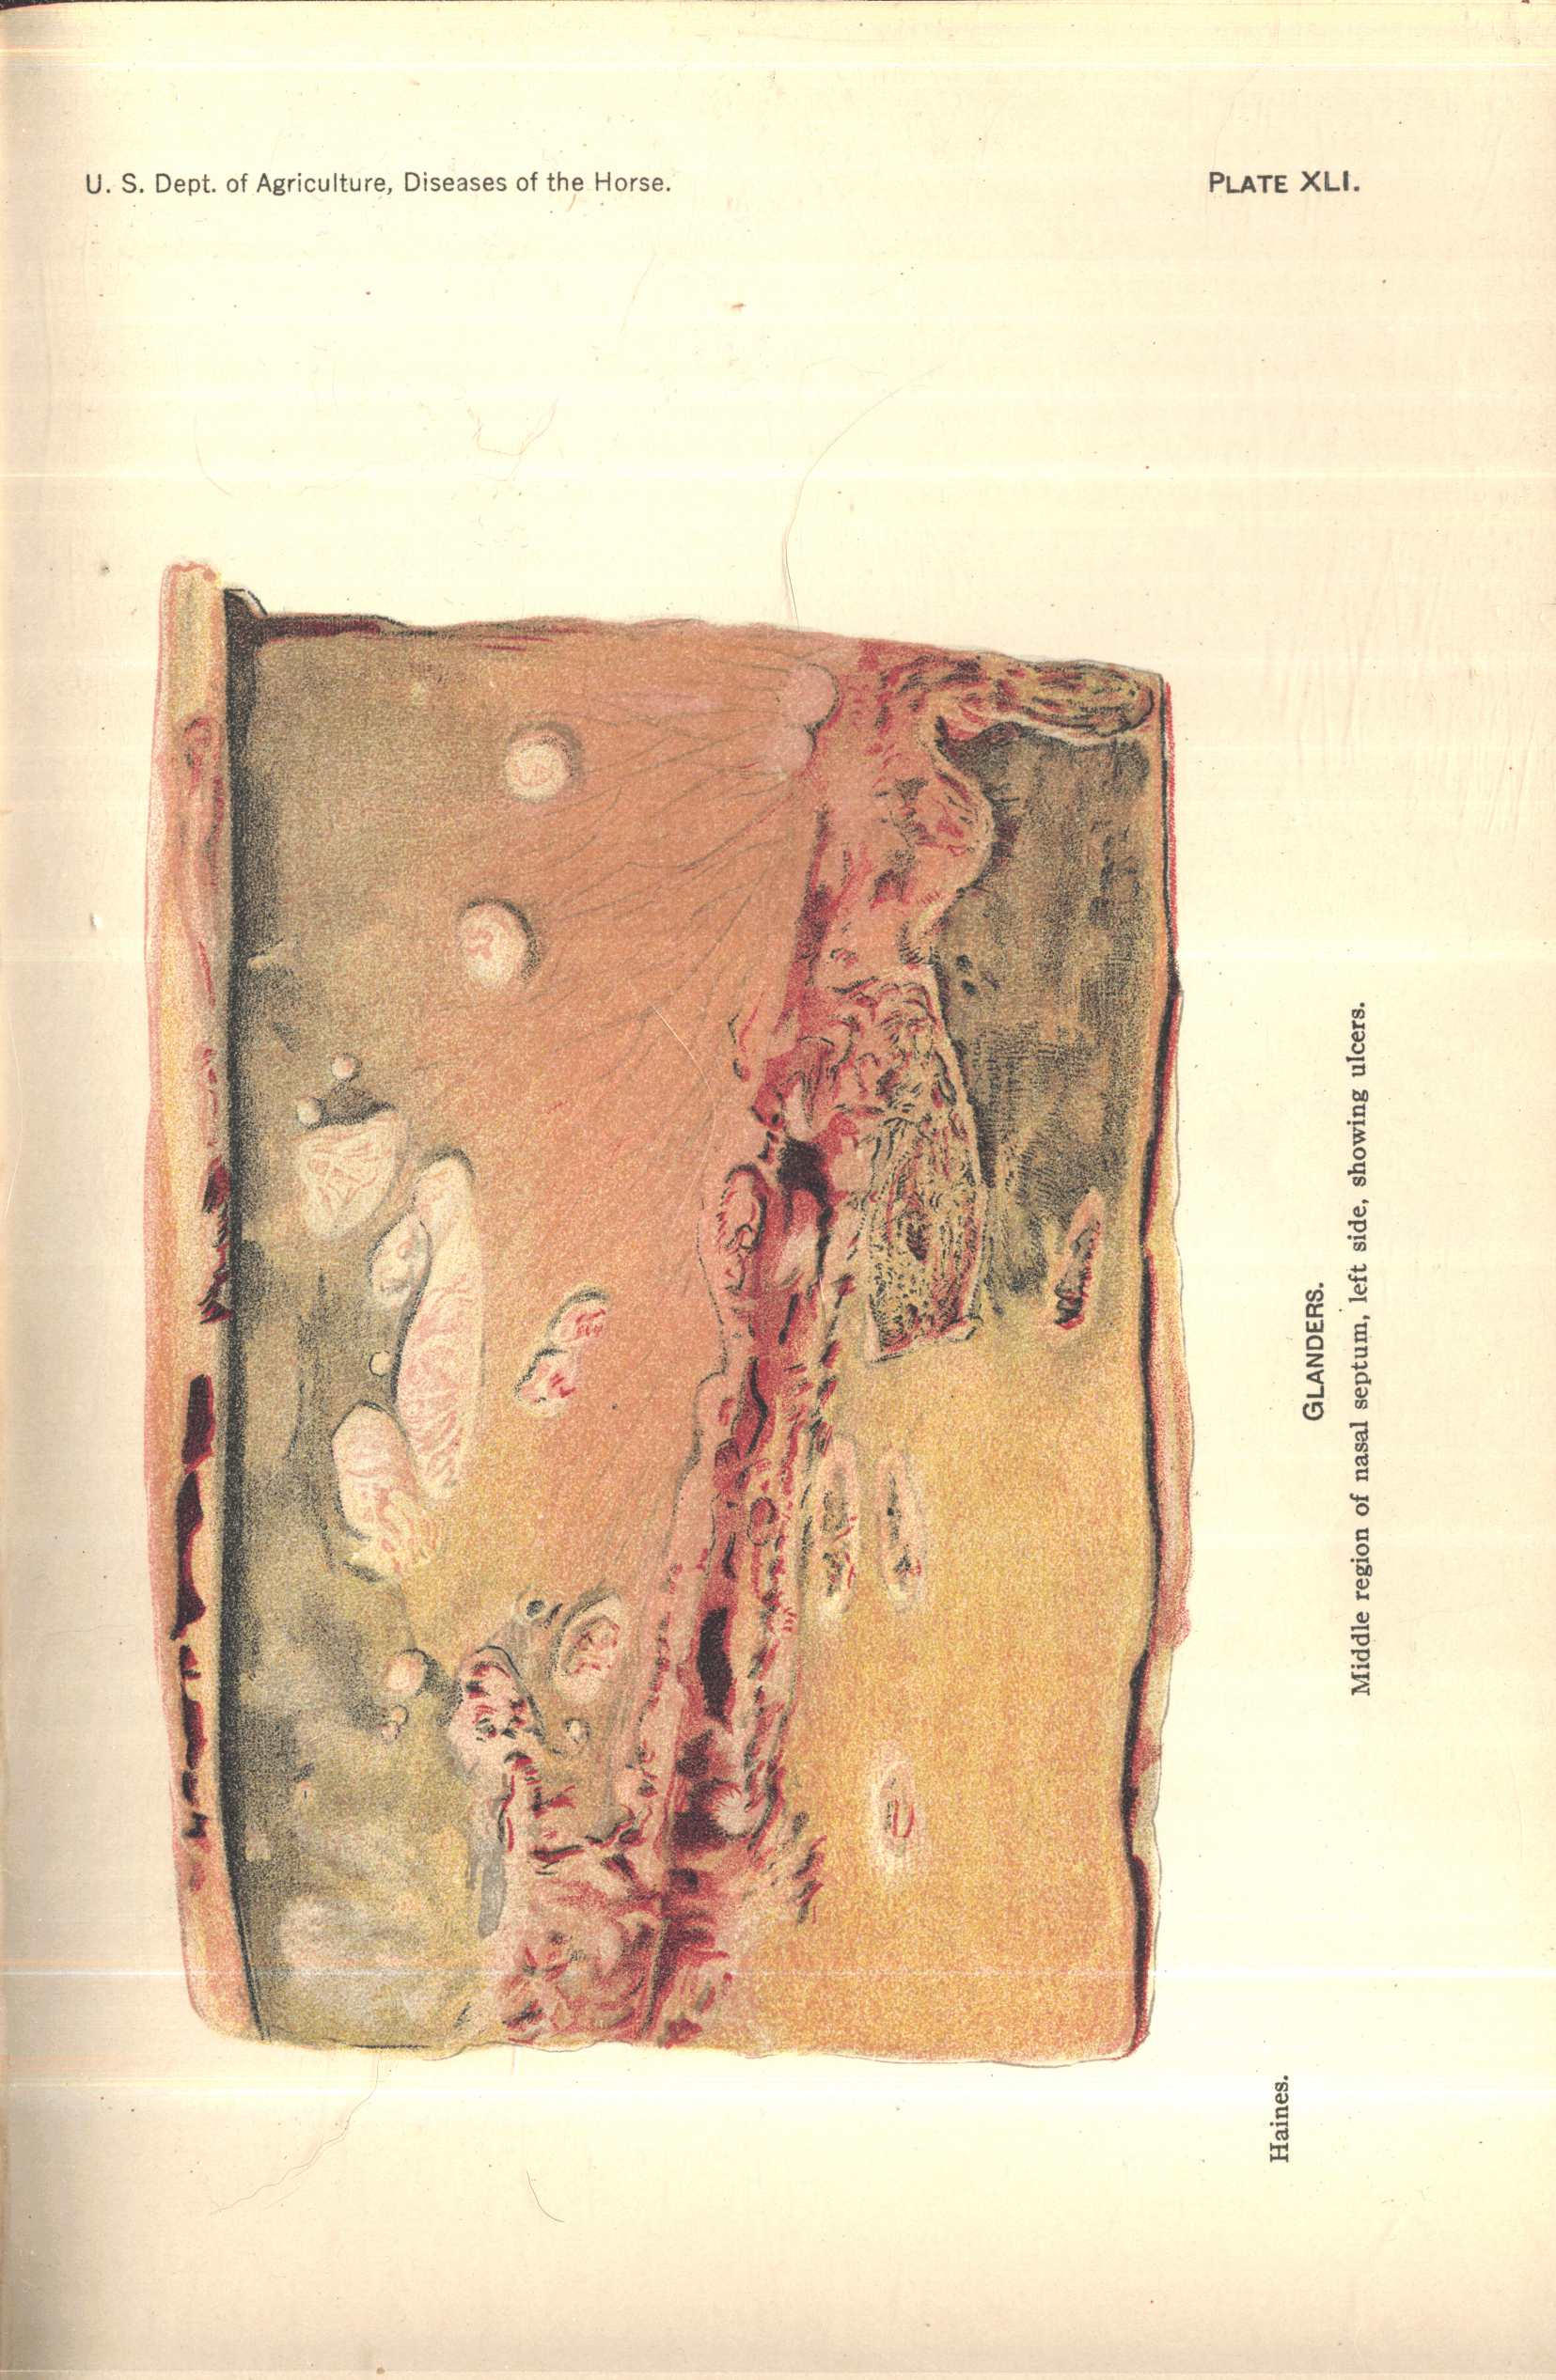 U. S. Dept. of Agriculture, Diseases of the Horse.
PLATE XLI.
Haines.
GLANDERS.
Middle region of nasal septum, left side, showing ulcers.